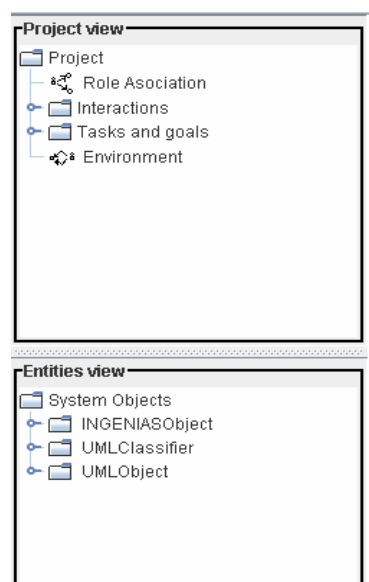 Project view
Project
Role Asociation
Interactions
Tasks and goals
Environment
Entities view
System Objects
INGENIASObject
UMLClassifier
UMLObject